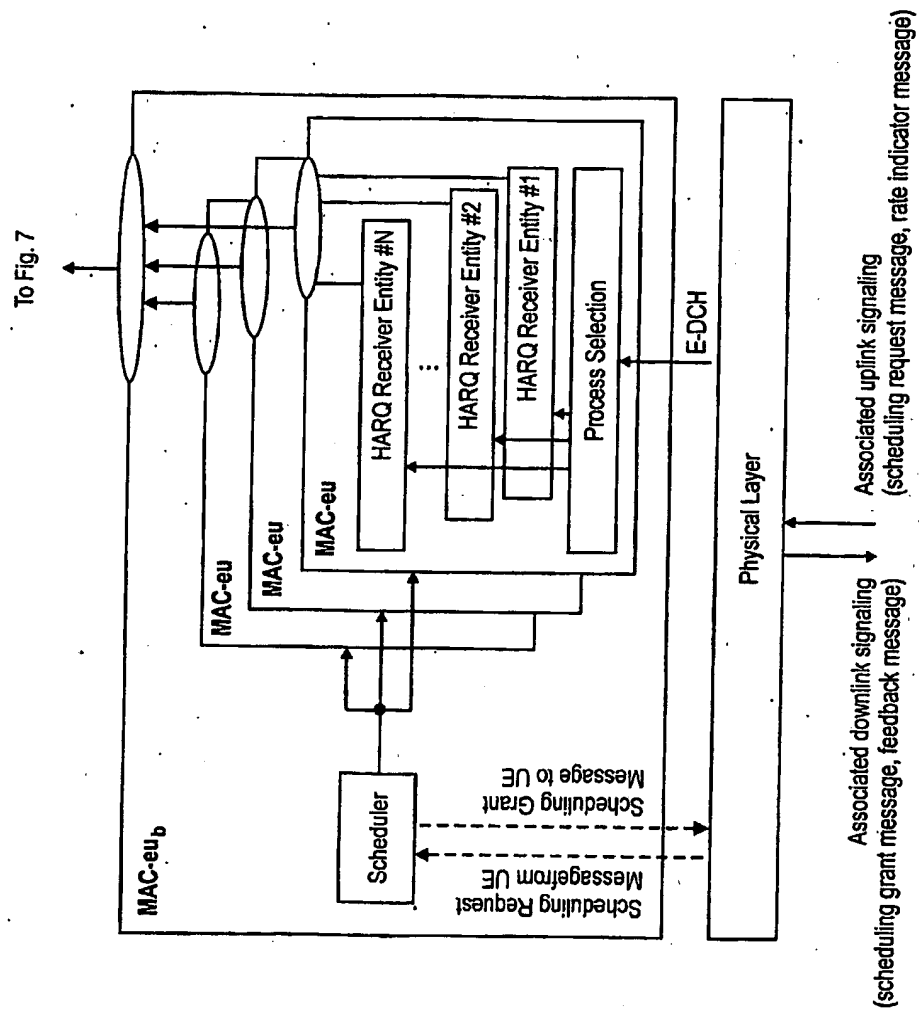 To Fig. 7
MAC-eu_b
MAC-eu
MAC-eu
MAC-eu
HARQ Receiver Entity #N
...
HARQ Receiver Entity #2
HARQ Receiver Entity #1
Process Selection
Scheduler
Scheduling Request
Messagefrom UE
Scheduling Grant
Message to UE
E-DCH
Physical Layer
Associated downlink signaling
(scheduling grant message, feedback message)
Associated uplink signaling
(scheduling request message, rate indicator message)